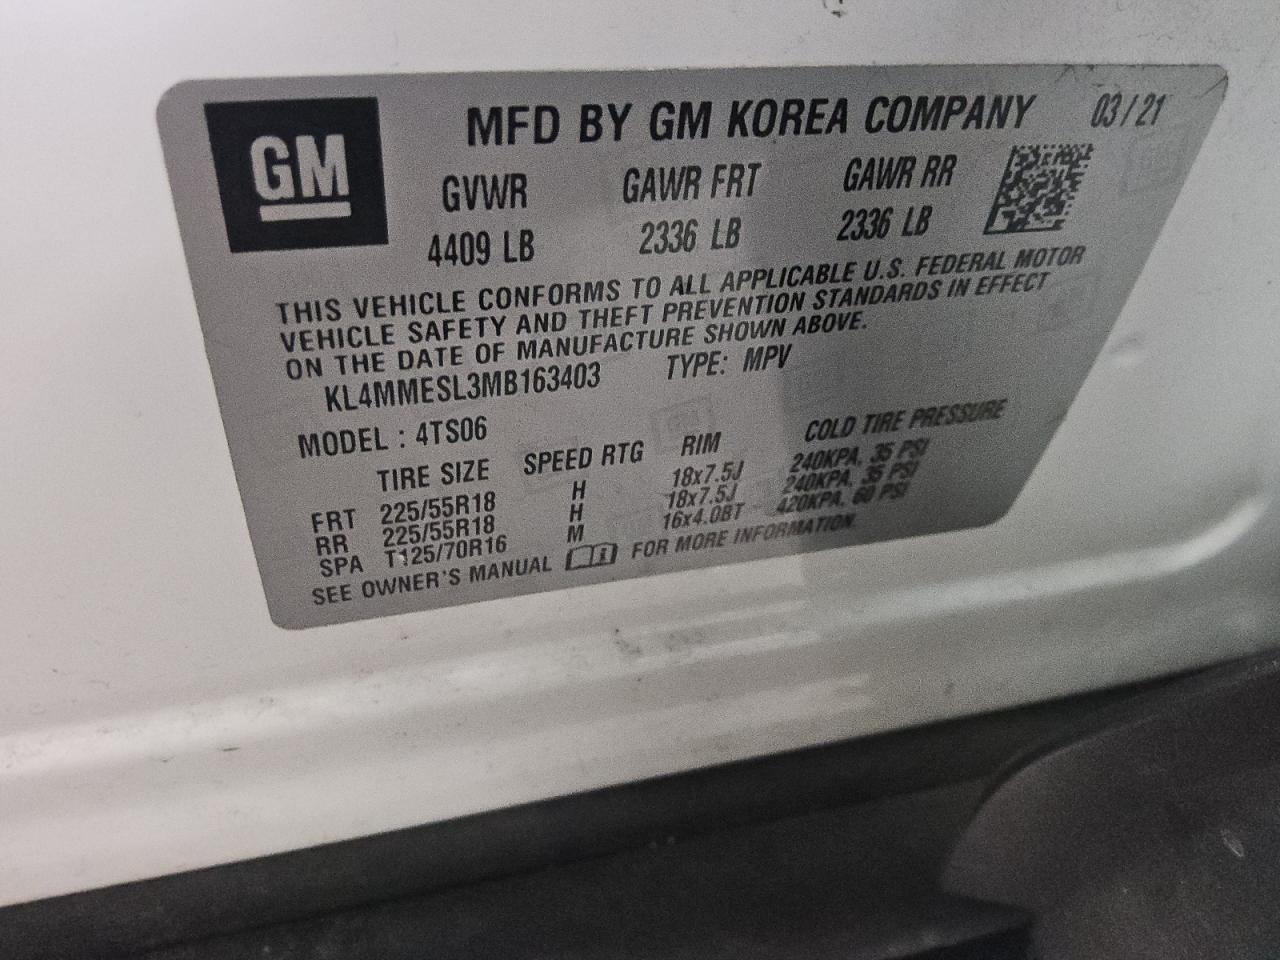 GM
MFD BY GM KOREA COMPANY 03/21
GVWR GAWR FRT GAWR RR
4409 LB 2336 LB 2336 LB
THIS VEHICLE CONFORMS TO ALL APPLICABLE U.S. FEDERAL MOTOR
VEHICLE SAFETY AND THEFT PREVENTION STANDARDS IN EFFECT
ON THE DATE OF MANUFACTURE SHOWN ABOVE.
KL4MMESL3MB163403 TYPE: MPV
MODEL : 4TS06
TIRE SIZE SPEED RTG RIM COLD TIRE PRESSURE
FRT 225/55R18 H 18x7.5J 240KPA, 35 PSI
RR 225/55R18 H 18x7.5J 240KPA, 35 PSI
SPA T125/70R16 M 16x4.0BT 420KPA, 60 PSI
SEE OWNER'S MANUAL FOR MORE INFORMATION.